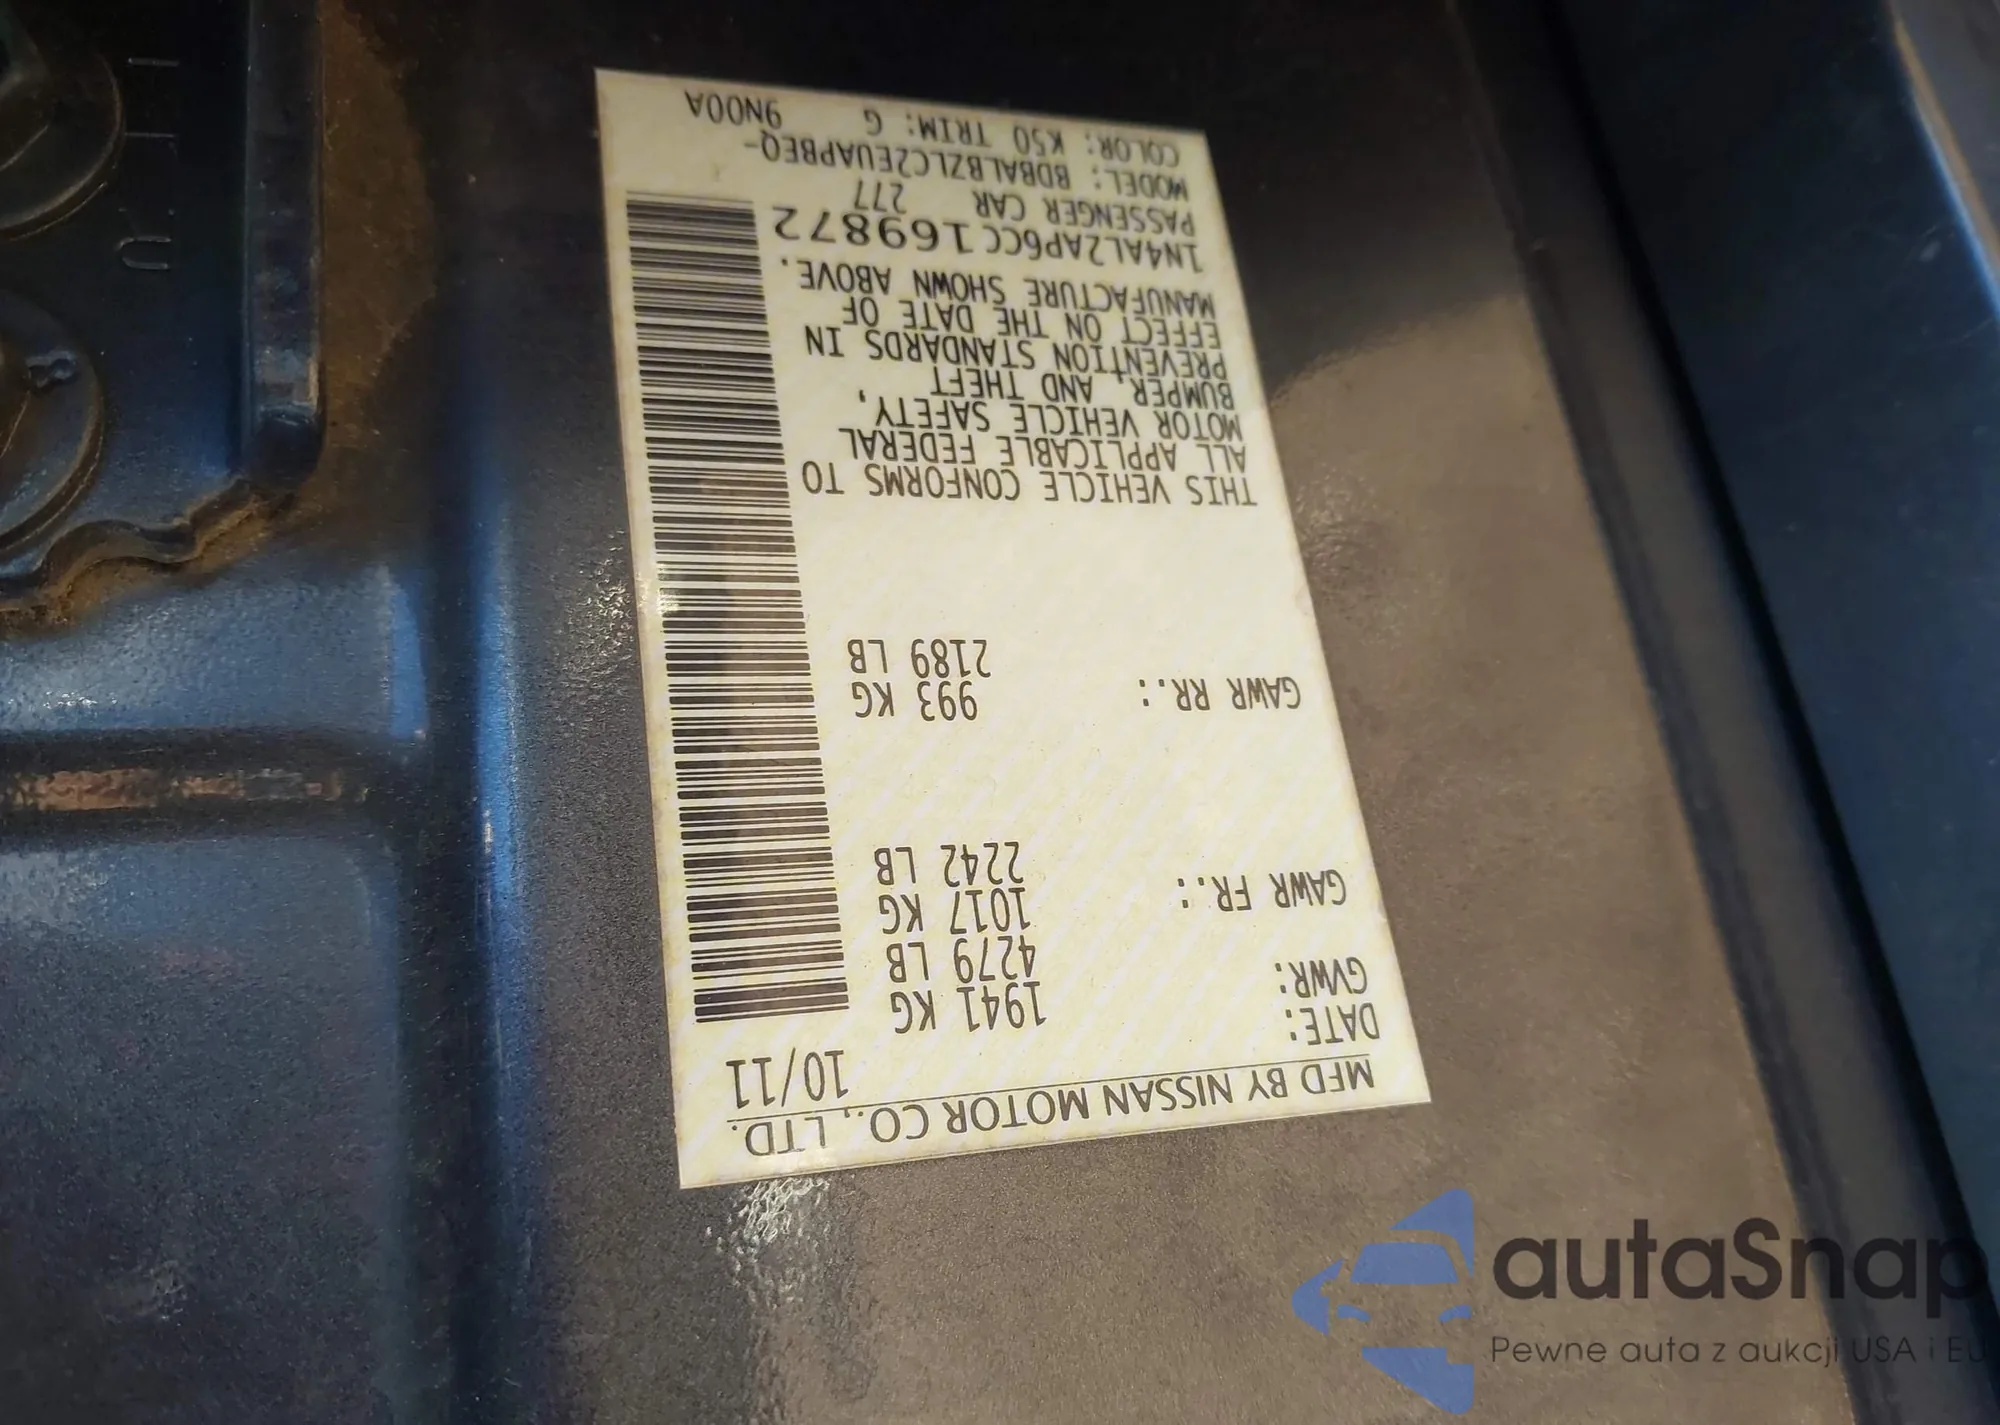 MFD BY NISSAN MOTOR CO., LTD.
DATE: 10/11
GVWR: 1941 KG
4279 LB
GAWR FR.: 1017 KG
2242 LB
GAWR RR.: 993 KG
2189 LB
THIS VEHICLE CONFORMS TO
ALL APPLICABLE FEDERAL
MOTOR VEHICLE SAFETY,
BUMPER, AND THEFT
PREVENTION STANDARDS IN
EFFECT ON THE DATE OF
MANUFACTURE SHOWN ABOVE.
1N4AL2AP6CC169872
PASSENGER CAR 277
MODEL: BDBALBZLC2EUAPBEQ-
COLOR: K50 TRIM: G 9N00A
autaSnap
Pewne auta z aukcji USA i EU